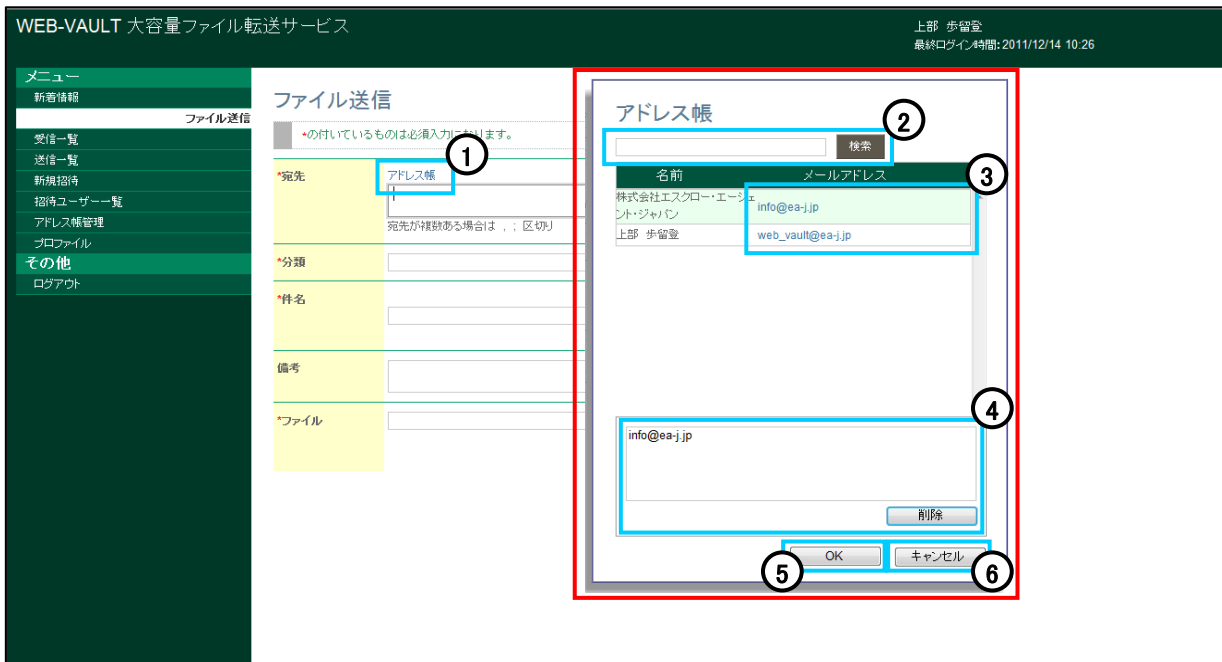 WEB-VAULT 大容量ファイル転送サービス
上部 歩留登
最終ログイン時間: 2011/12/14 10:26
メニュー
新着情報
ファイル送信
受信一覧
送信一覧
新規招待
招待ユーザー一覧
アドレス帳管理
プロファイル
その他
ログアウト
ファイル送信
*の付いているものは必須入力になります。
*宛先
アドレス帳
宛先が複数ある場合は , ; 区切り
*分類
*件名
備考
*ファイル
アドレス帳
検索
名前 メールアドレス
株式会社エスクロー・エージェ
ント・ジャパン
info@ea-j.jp
上部 歩留登 web_vault@ea-j.jp
info@ea-j.jp
削除
OK キャンセル
1
2
3
4
5
6